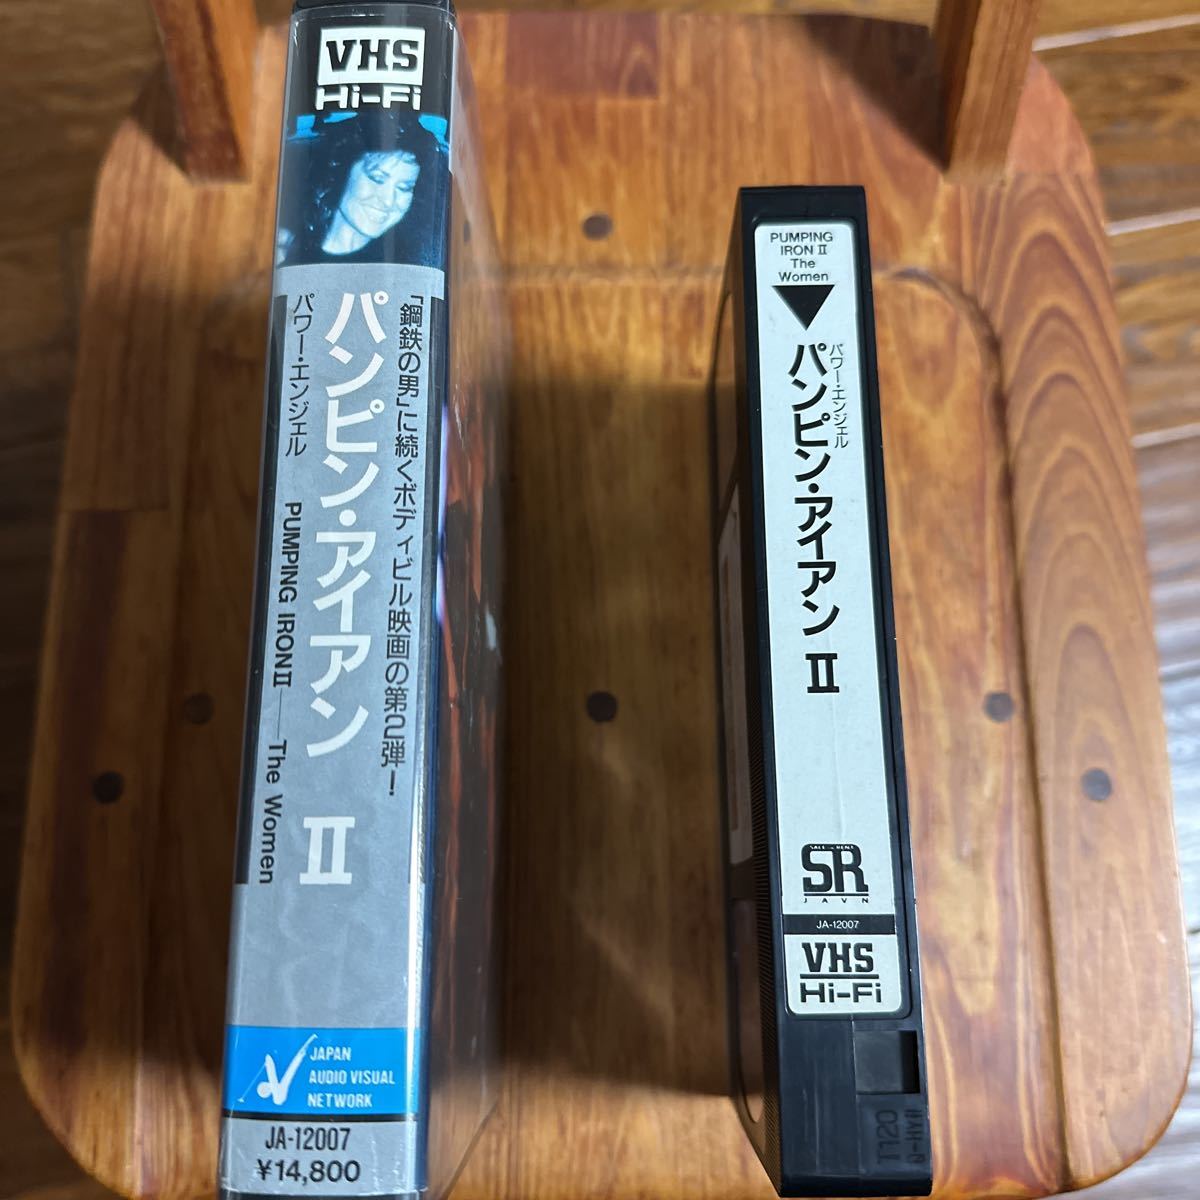 VHS
Hi-Fi
「鋼鉄の男」に続くボディビル映画の第2弾!
パンピン・アイアン II
パワー・エンジェル
PUMPING IRON II—The Women
JAPAN
AUDIO VISUAL
NETWORK
JA-12007
¥14,800
PUMPING
IRON II
The
Women
パワー・エンジェル
パンピン・アイアン II
SALE
RENT
SR
JAVN
JA-12007
VHS
Hi-Fi
T120